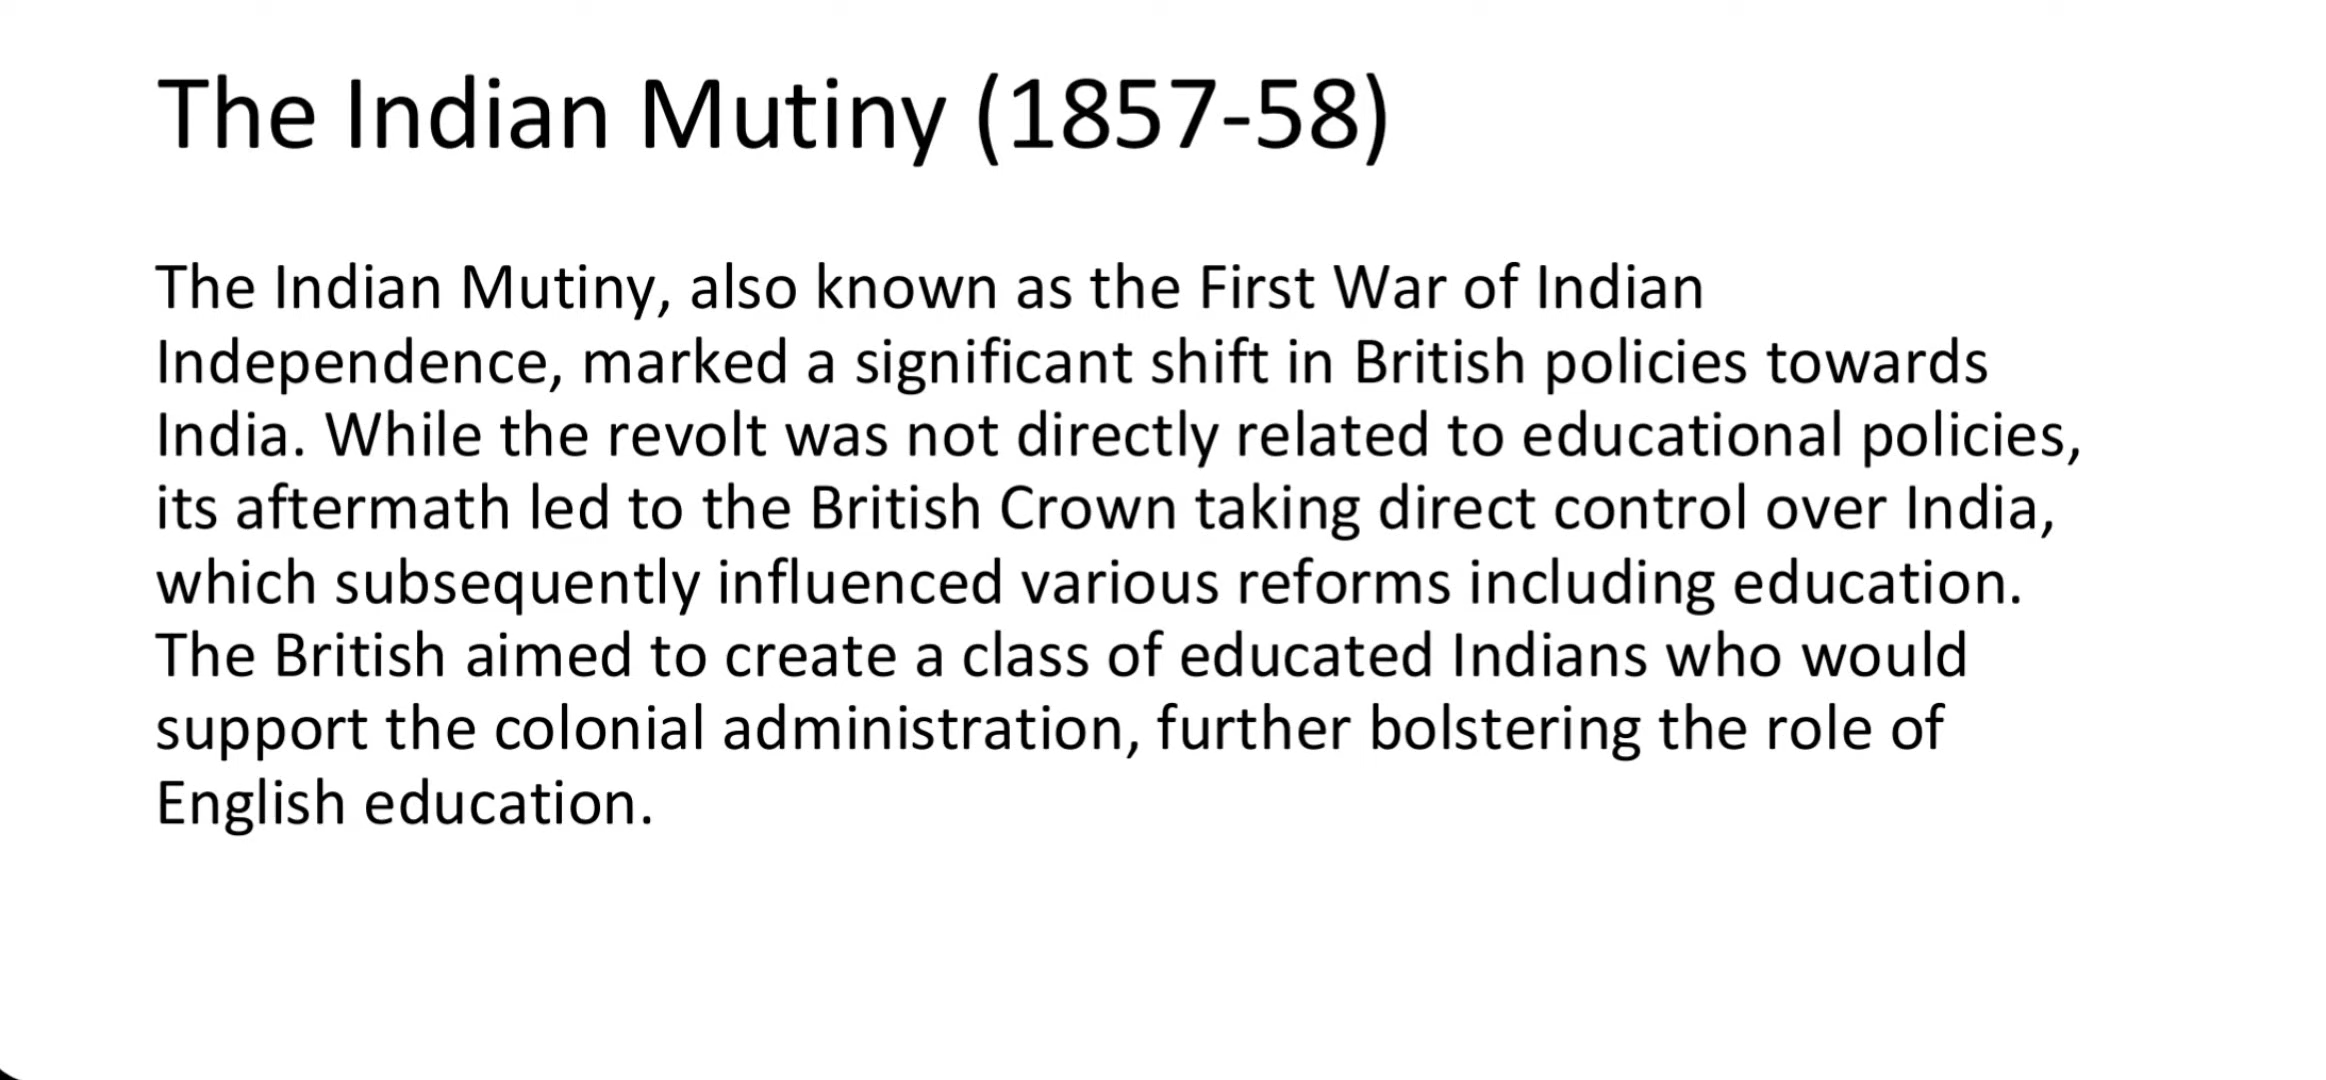 The Indian Mutiny (1857-58)
The Indian Mutiny, also known as the First War of Indian
Independence, marked a significant shift in British policies towards
India. While the revolt was not directly related to educational policies,
its aftermath led to the British Crown taking direct control over India,
which subsequently influenced various reforms including education.
The British aimed to create a class of educated Indians who would
support the colonial administration, further bolstering the role of
English education.